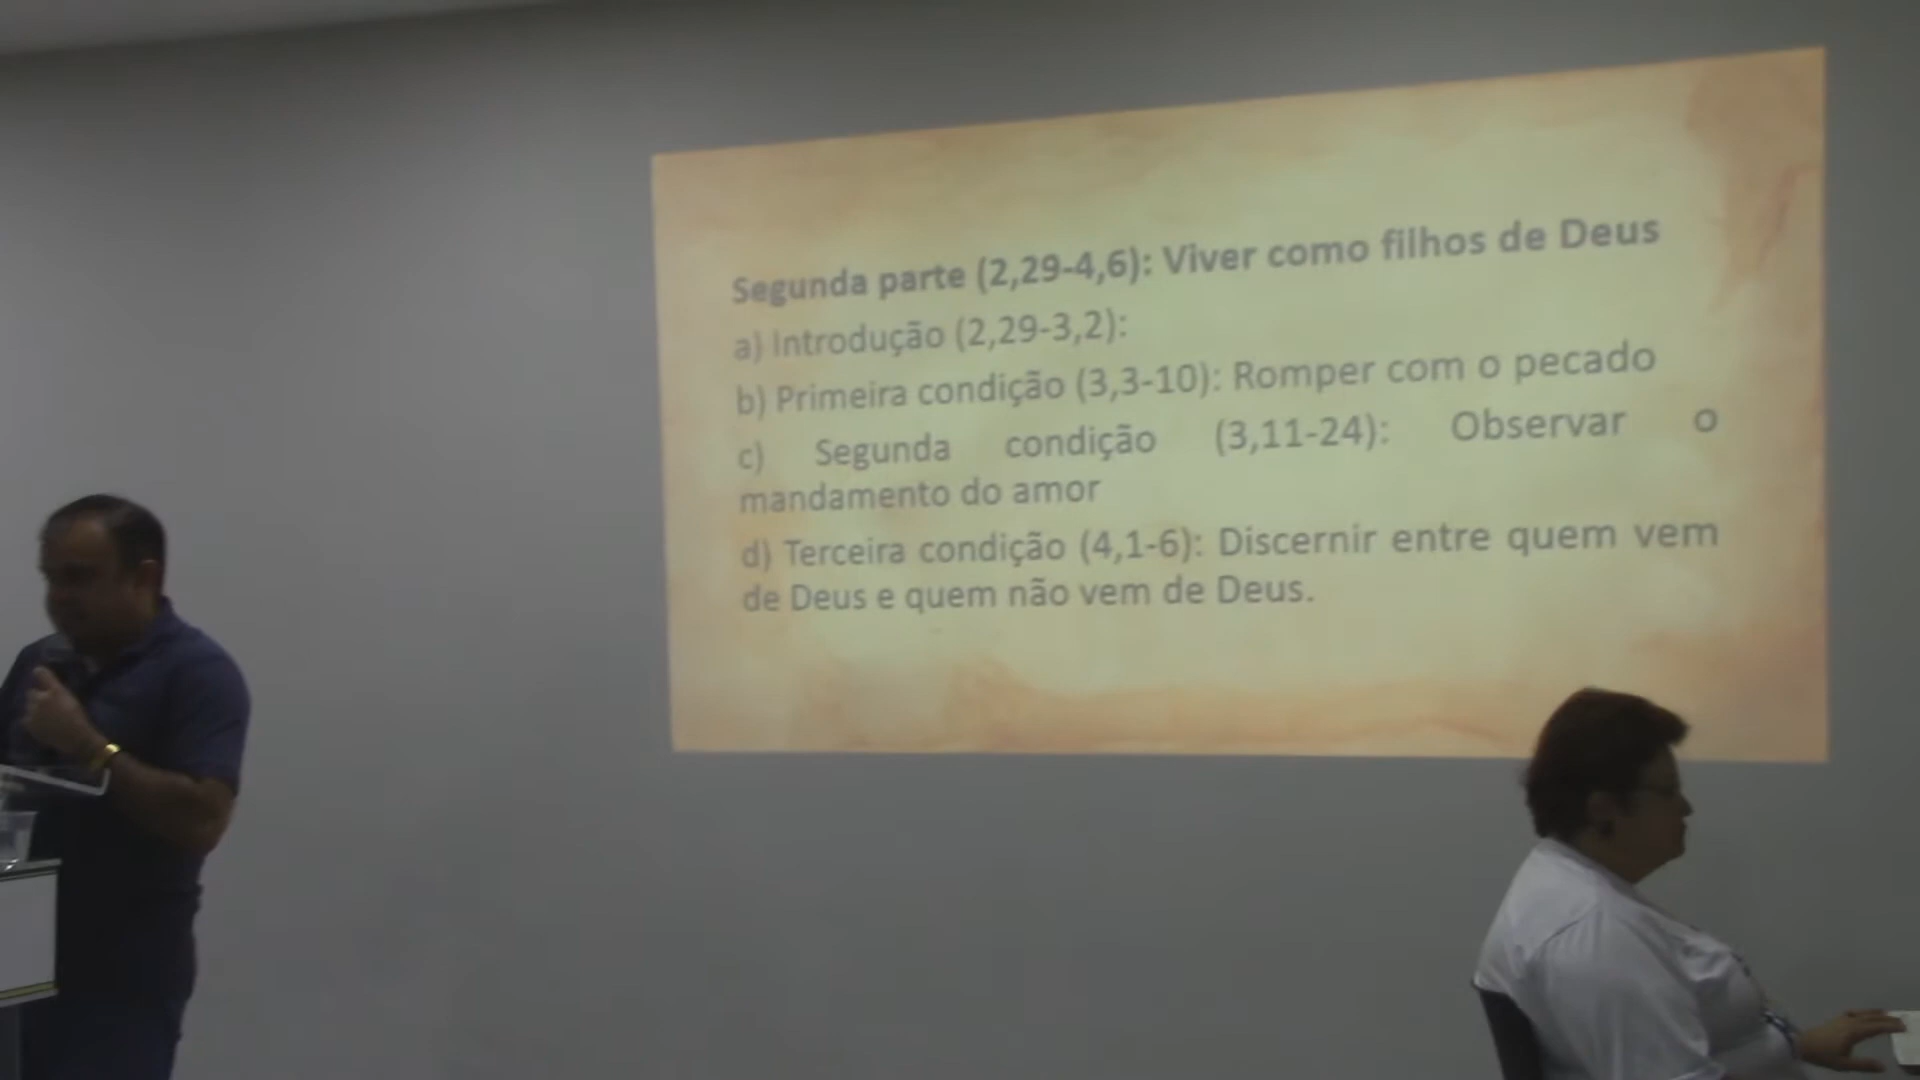 Segunda parte (2,29-4,6): Viver como filhos de Deus
a) Introdução (2,29-3,2):
b) Primeira condição (3,3-10): Romper com o pecado
c) Segunda condição (3,11-24): Observar o
mandamento do amor
d) Terceira condição (4,1-6): Discernir entre quem vem
de Deus e quem não vem de Deus.